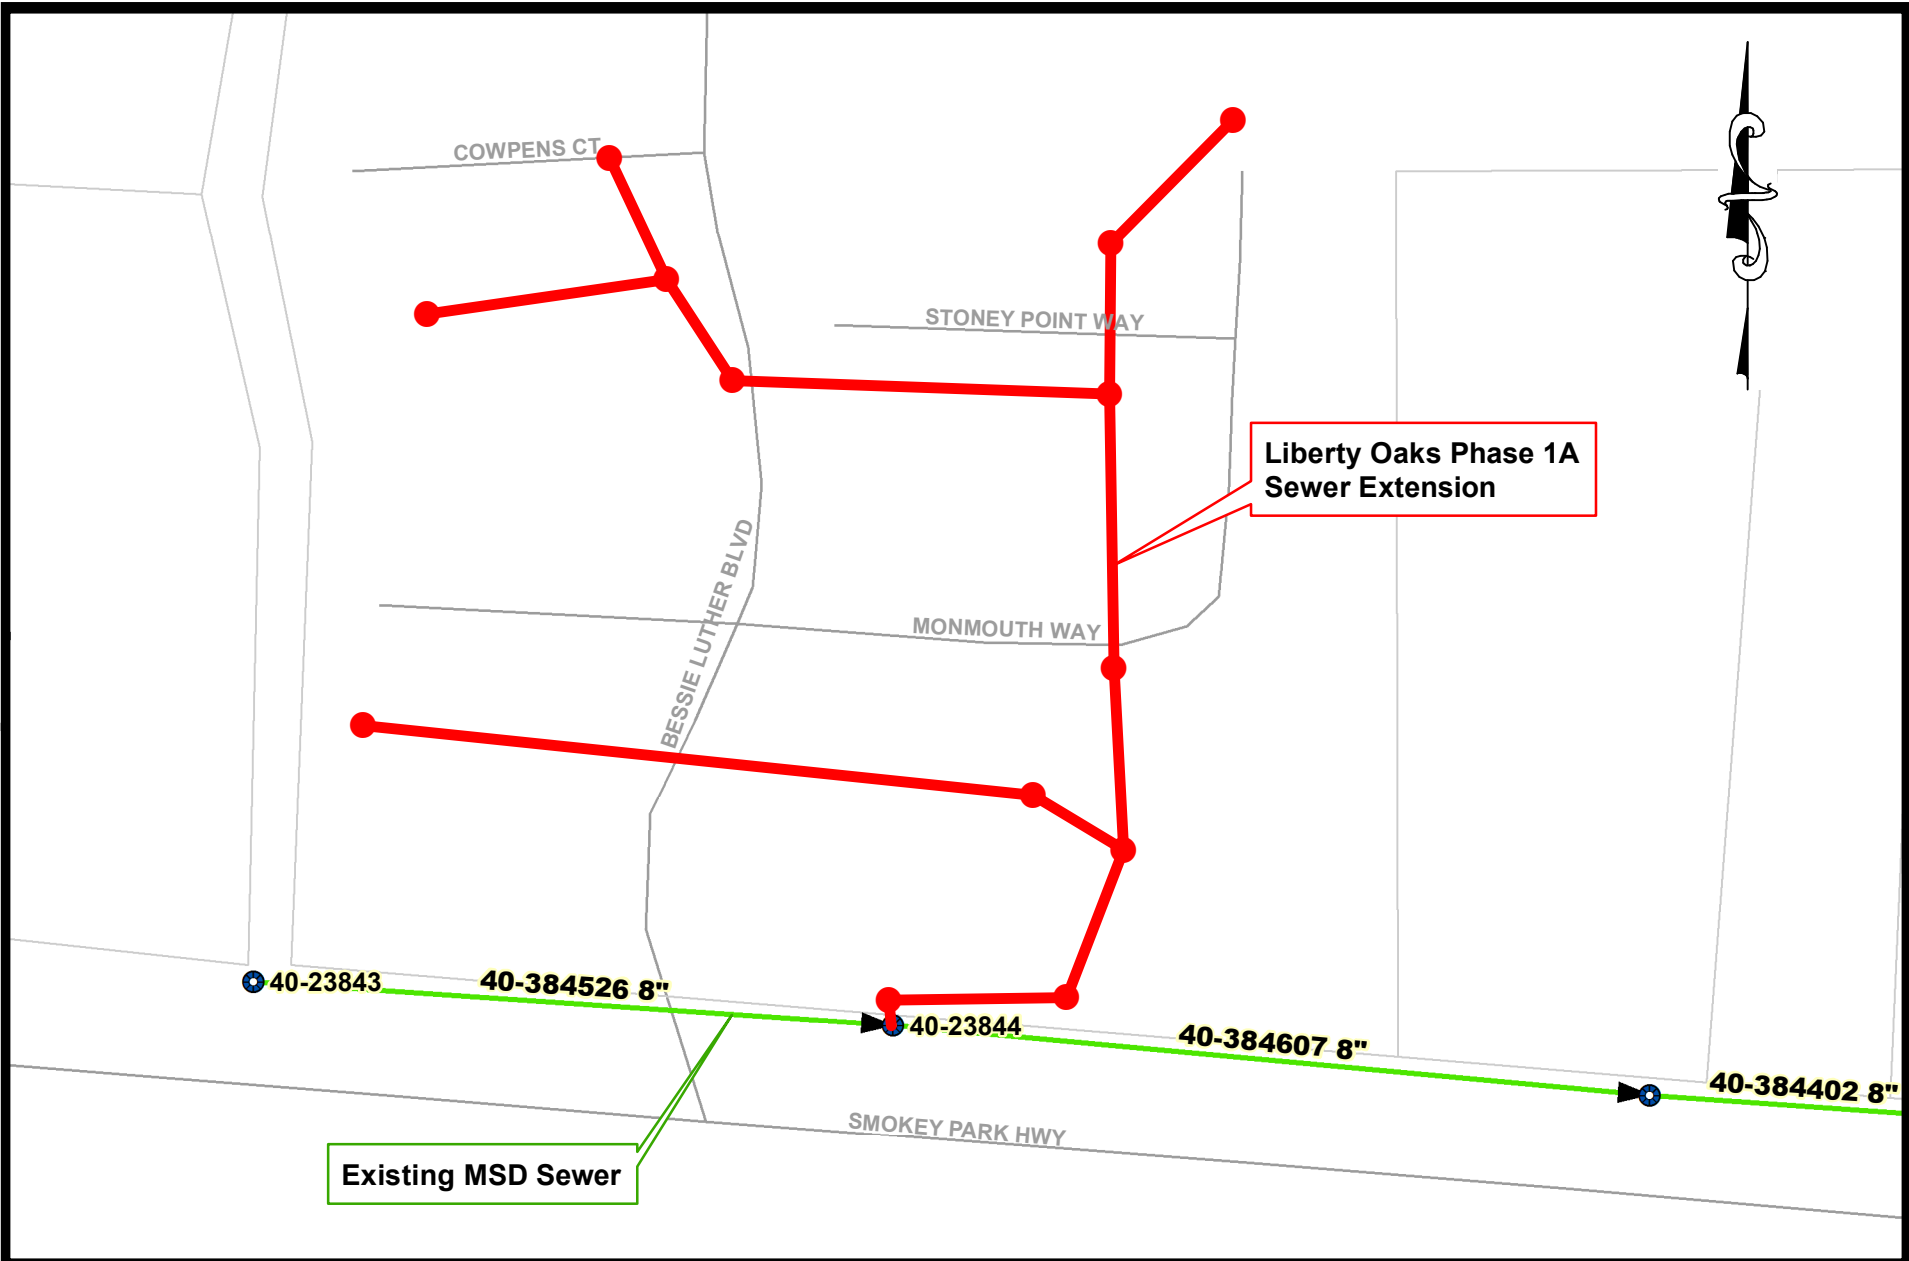 COWPENS CT
STONEY POINT WAY
Liberty Oaks Phase 1A
Sewer Extension
BESSIE LUTHER BLVD
MONMOUTH WAY
40-23843
40-384526 8"
40-23844
40-384607 8"
40-384402 8"
SMOKEY PARK HWY
Existing MSD Sewer